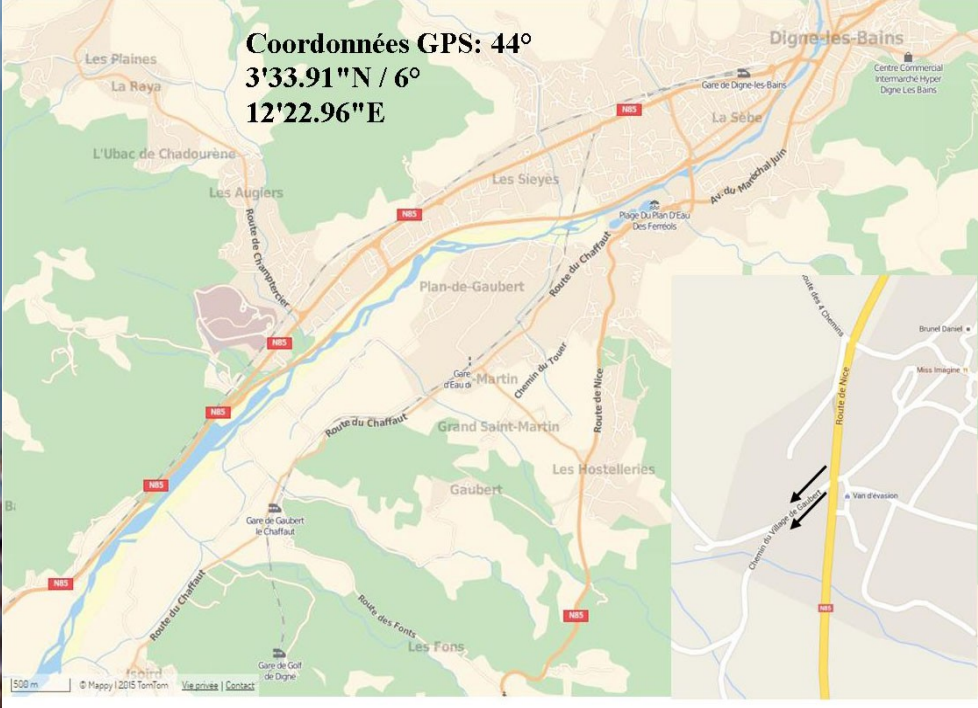 Coordonnées GPS: 44°
3'33.91"N / 6°
12'22.96"E
Digne-les-Bains
Les Plaines
La Raya
Centre Commercial
Intermarché Hyper
Digne Les Bains
Gare de Digne-les-Bains
N85
La Sèbe
L'Ubac de Chadourène
Les Augiers
Les Sieyes
Av. du Maréchal Juin
N85
Plage Du Plan D'Eau
Des Ferréols
Route de Champtercier
Route du Chaffaut
Plan-de-Gaubert
N85
Gare
d'Eau di
-Martin
Chemin du Touer
Route de Nice
N85
Route du Chaffaut
Grand Saint-Martin
Les Hostelleries
N85
Gaubert
Gare de Gaubert
le Chaffaut
N85
Route du Chaffaut
Route des Fonts
N85
Les Fons
Gare de Golf
de Digne
Isoird
500 m
© Mappy | 2015 TomTom
Vie privée | Contact
oute des 4 Chemins
Brunel Daniel
Miss Imagine
Route de Nice
Van d'évasion
Chemin du Village de Gaubert
N85